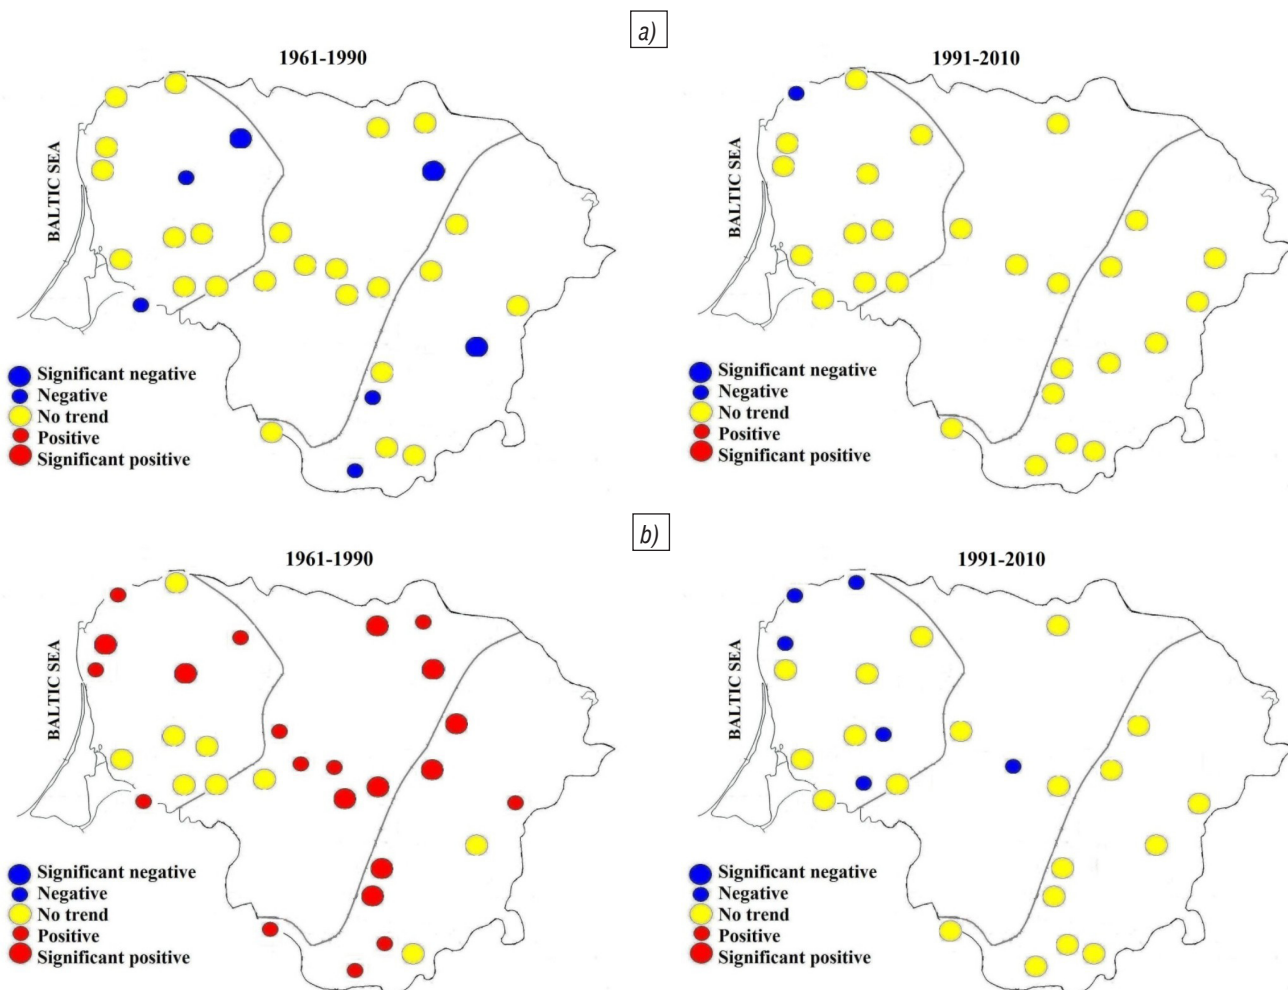 a)
1961-1990
1991-2010
BALTIC SEA
BALTIC SEA
Significant negative
Negative
No trend
Positive
Significant positive
Significant negative
Negative
No trend
Positive
Significant positive
b)
1961-1990
1991-2010
BALTIC SEA
BALTIC SEA
Significant negative
Negative
No trend
Positive
Significant positive
Significant negative
Negative
No trend
Positive
Significant positive